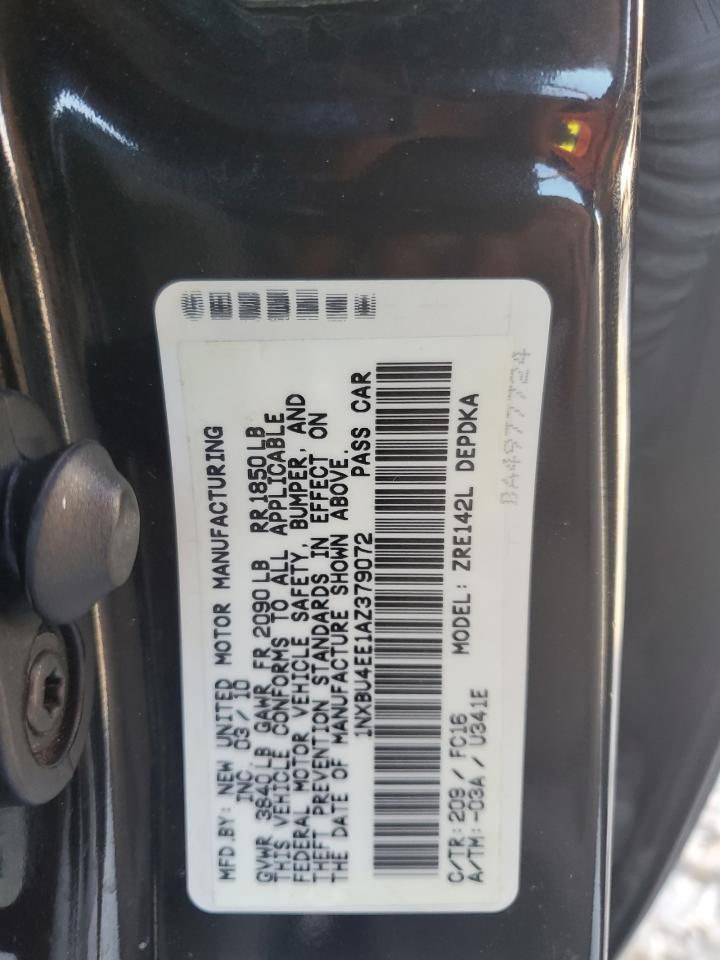 MFD.BY: NEW UNITED MOTOR MANUFACTURING
INC. 03/10
GVWR 3840LB GAWR FR 2090LB RR1850LB
THIS VEHICLE CONFORMS TO ALL APPLICABLE
FEDERAL MOTOR VEHICLE SAFETY, BUMPER, AND
THEFT PREVENTION STANDARDS IN EFFECT ON
THE DATE OF MANUFACTURE SHOWN ABOVE.
1NXBU4EE1AZ379072 PASS CAR
C/TR: 209 / FC16 MODEL: ZRE142L DEPDKA
A/TM: -03A / U341E
BA4977724